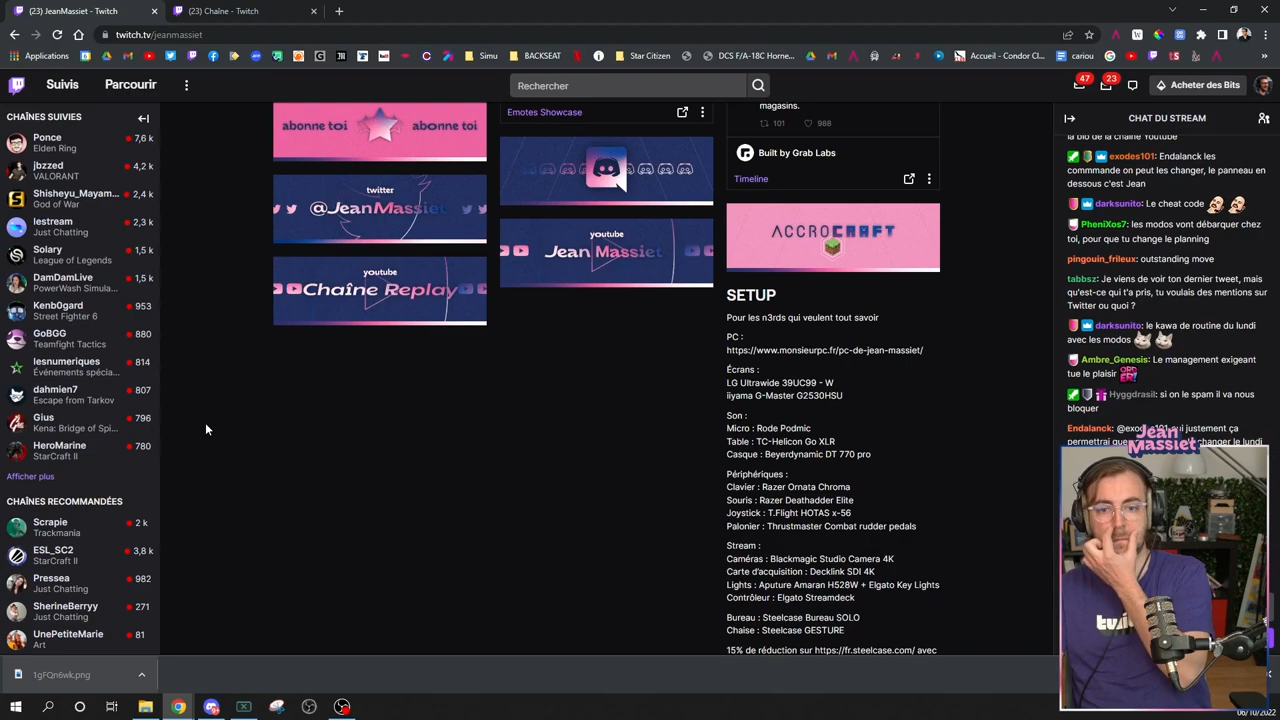 (23) JeanMassiet - Twitch
(23) Chaîne - Twitch
twitch.tv/jeanmassiet
Applications
Simu
BACKSEAT
Star Citizen
DCS F/A-18C Horne...
Accueil - Condor Cl...
cariou
Suivis
Parcourir
Rechercher
47
23
Acheter des Bits
CHAÎNES SUIVIES
Ponce
7,6 k
Elden Ring
jbzzed
4,2 k
VALORANT
Shisheyu_Mayam...
2,4 k
God of War
lestream
2,3 k
Just Chatting
Solary
1,5 k
League of Legends
DamDamLive
1,5 k
PowerWash Simula...
Kenb0gard
953
Street Fighter 6
GoBGG
880
Teamfight Tactics
lesnumeriques
814
Événements spécia...
dahmien7
807
Escape from Tarkov
Gius
796
Kena: Bridge of Spi...
HeroMarine
780
StarCraft II
Afficher plus
CHAÎNES RECOMMANDÉES
Scrapie
2 k
Trackmania
ESL_SC2
3,8 k
StarCraft II
Pressea
982
Just Chatting
SherineBerryy
271
Just Chatting
UnePetiteMarie
81
Art
abonne toi
abonne toi
twitter
@JeanMassiet
youtube
Chaîne Replay
Emotes Showcase
youtube
Jean Massiet
magasins.
101
988
Built by Grab Labs
Timeline
ACCROCRAFT
SETUP
Pour les n3rds qui veulent tout savoir
PC :
https://www.monsieurpc.fr/pc-de-jean-massiet/
Écrans :
LG Ultrawide 39UC99 - W
iiyama G-Master G2530HSU
Son :
Micro : Rode Podmic
Table : TC-Helicon Go XLR
Casque : Beyerdynamic DT 770 pro
Périphériques :
Clavier : Razer Ornata Chroma
Souris : Razer Deathadder Elite
Joystick : T.Flight HOTAS x-56
Palonier : Thrustmaster Combat rudder pedals
Stream :
Caméras : Blackmagic Studio Camera 4K
Carte d'acquisition : Decklink SDI 4K
Lights : Aputure Amaran H528W + Elgato Key Lights
Contrôleur : Elgato Streamdeck
Bureau : Steelcase Bureau SOLO
Chaise : Steelcase GESTURE
15% de réduction sur https://fr.steelcase.com/ avec
CHAT DU STREAM
la bio de la chaine Youtube
exodes101: Endalanck les
commmande on peut les changer, le panneau en
dessous c'est Jean
darksunito: Le cheat code
PheniXos7: les modos vont débarquer chez
toi, pour que tu change le planning
pingouin_frileux: outstanding move
tabbsz: Je viens de voir ton dernier tweet, mais
qu'est-ce qui t'a pris, tu voulais des mentions sur
Twitter ou quoi ?
darksunito: le kawa de routine du lundi
avec les modos
Ambre_Genesis: Le management exigeant
tue le plaisir
Hyggdrasil: si on le spam il va nous
bloquer
Endalanck: @exodes101 oui justement ça
Jean
Massiet
1gFQn6wk.png
06/10/2022